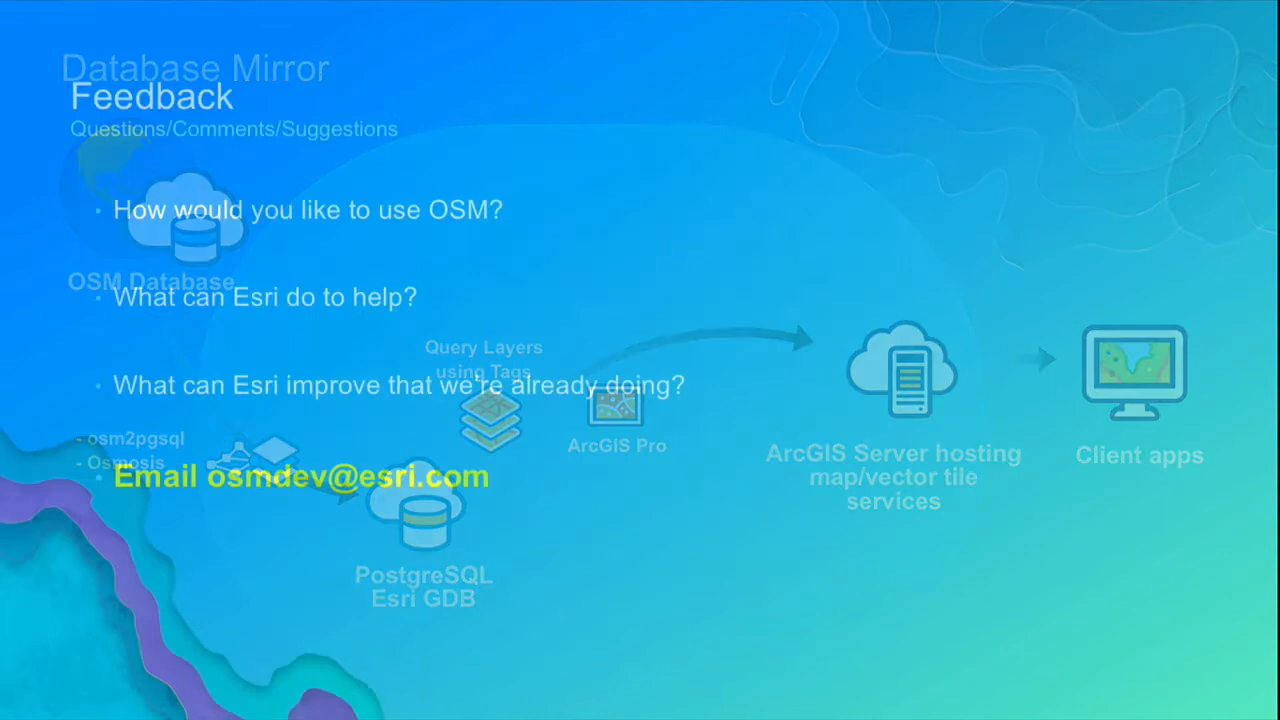 Database Mirror
Feedback
Questions/Comments/Suggestions
How would you like to use OSM?
OSM Database
What can Esri do to help?
Query Layers
using Tags
What can Esri improve that we're already doing?
- osm2pgsql
- Osmosis
Email osmdev@esri.com
ArcGIS Pro
ArcGIS Server hosting
map/vector tile
services
Client apps
PostgreSQL
Esri GDB